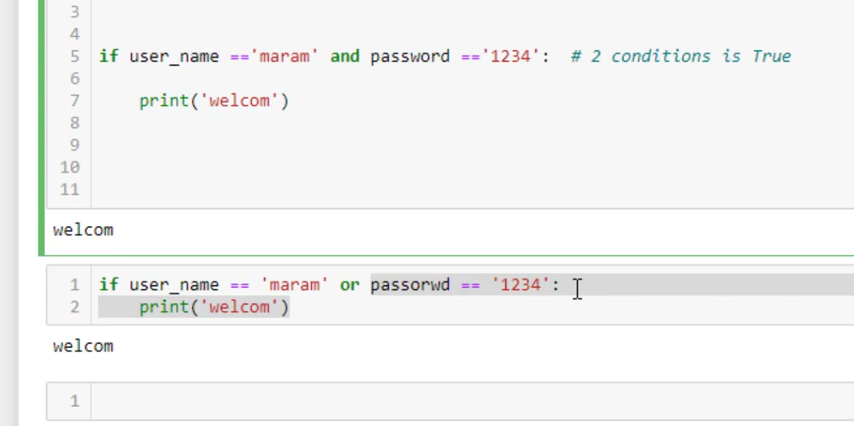 3
4
5 if user_name =='maram' and password =='1234':  # 2 conditions is True
6
7     print('welcom')
8
9
10
11
welcom
1 if user_name == 'maram' or passorwd == '1234':
2     print('welcom')
welcom
1